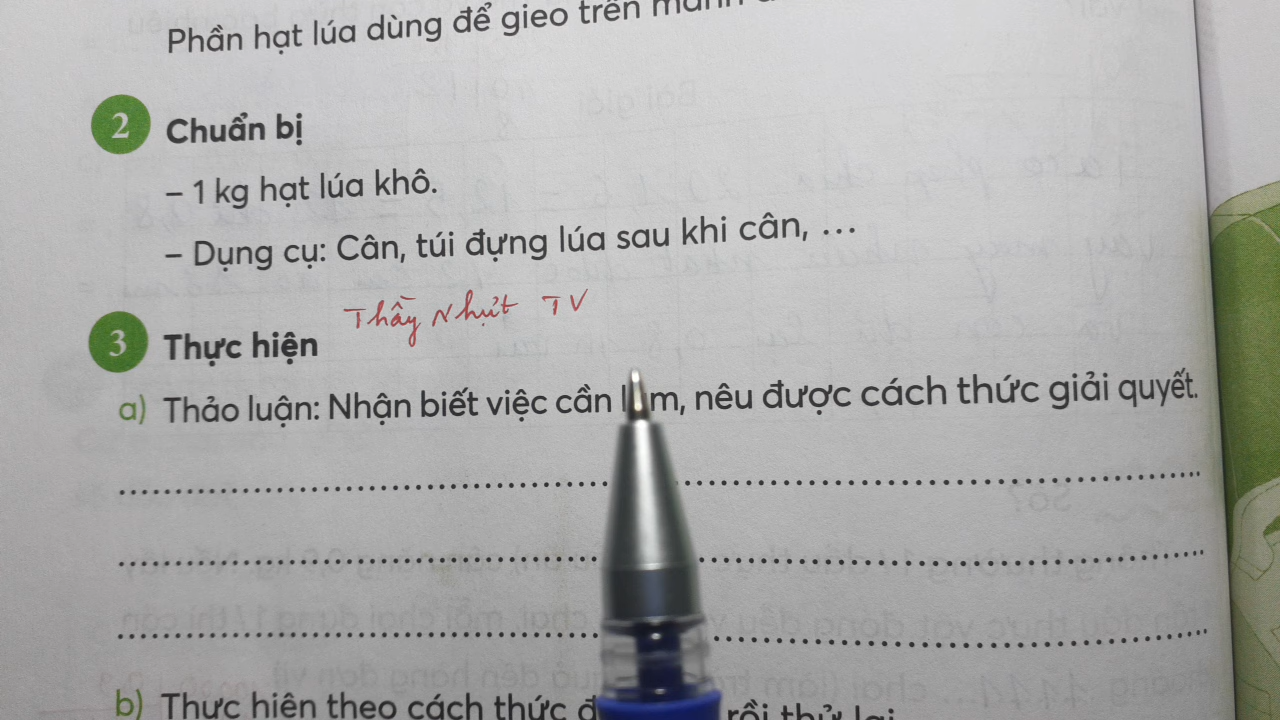 Phần hạt lúa dùng để gieo trên mảnh
2 Chuẩn bị
– 1 kg hạt lúa khô.
– Dụng cụ: Cân, túi đựng lúa sau khi cân, ...
Thầy Nhựt TV
3 Thực hiện
a) Thảo luận: Nhận biết việc cần làm, nêu được cách thức giải quyết.
b) Thực hiện theo cách thức rồi thử lại